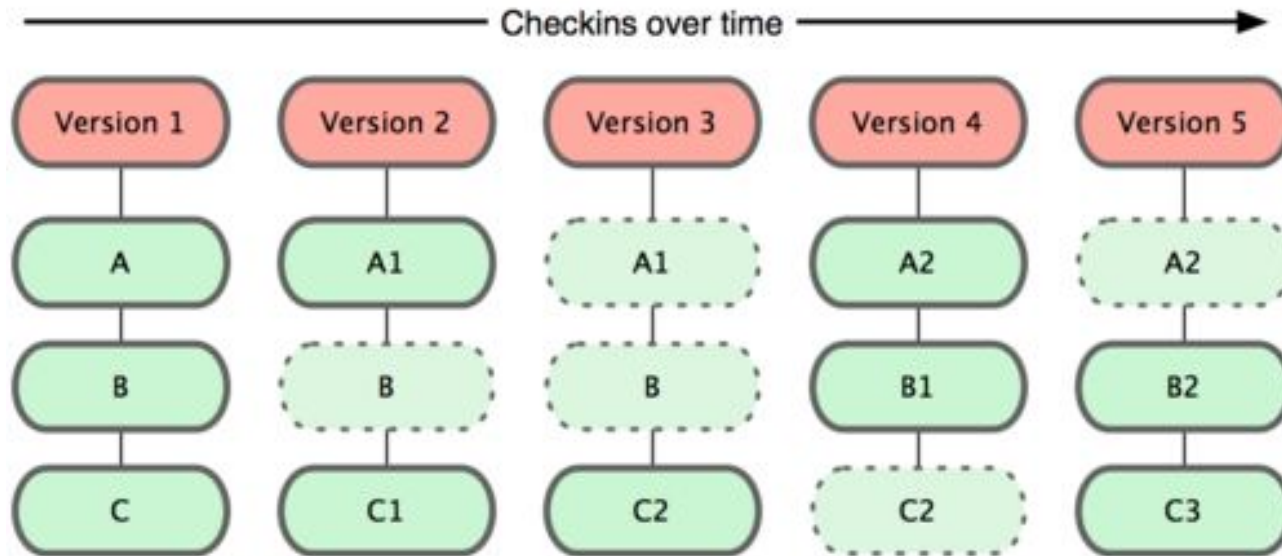 Checkins over time
Version 1 Version 2 Version 3 Version 4 Version 5
A A1 A1 A2 A2
B B B B1 B2
C C1 C2 C2 C3